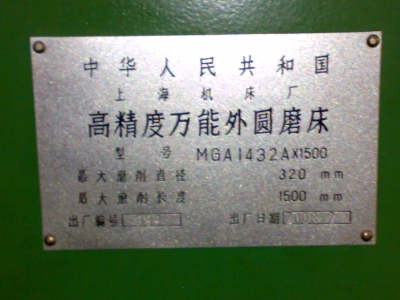 中华人民共和国
上海机床厂
高精度万能外圆磨床
型号 MGA1432A×1500
最大磨削直径 320 mm
最大磨削长度 1500 mm
出厂编号 出厂日期